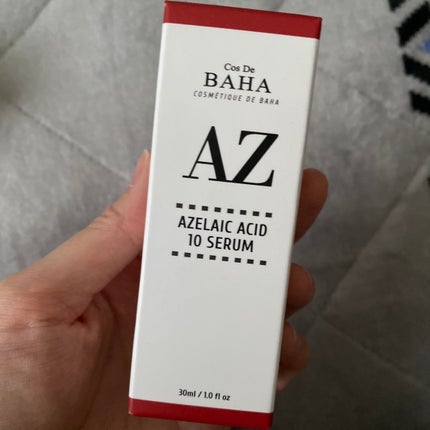 Cos De
BAHA
COSMÉTIQUE DE BAHA
AZ
AZELAIC ACID
10 SERUM
30ml / 1.0 fl oz